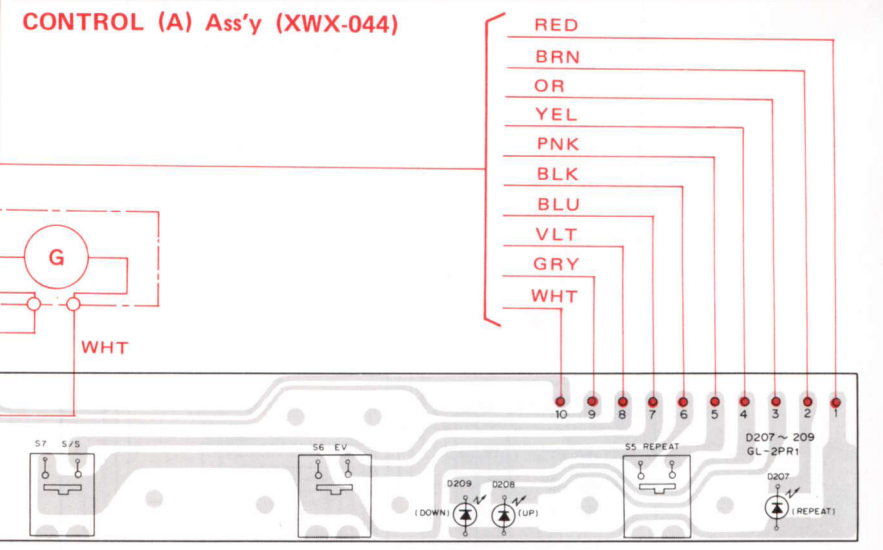 CONTROL (A) Ass'y (XWX-044)
RED
BRN
OR
YEL
PNK
BLK
BLU
VLT
GRY
WHT
G
WHT
10 9 8 7 6 5 4 3 2 1
S7 S/S
S6 EV
S5 REPEAT
D207～209
GL-2PR1
D209 D208
D207
(DOWN) (UP)
(REPEAT)